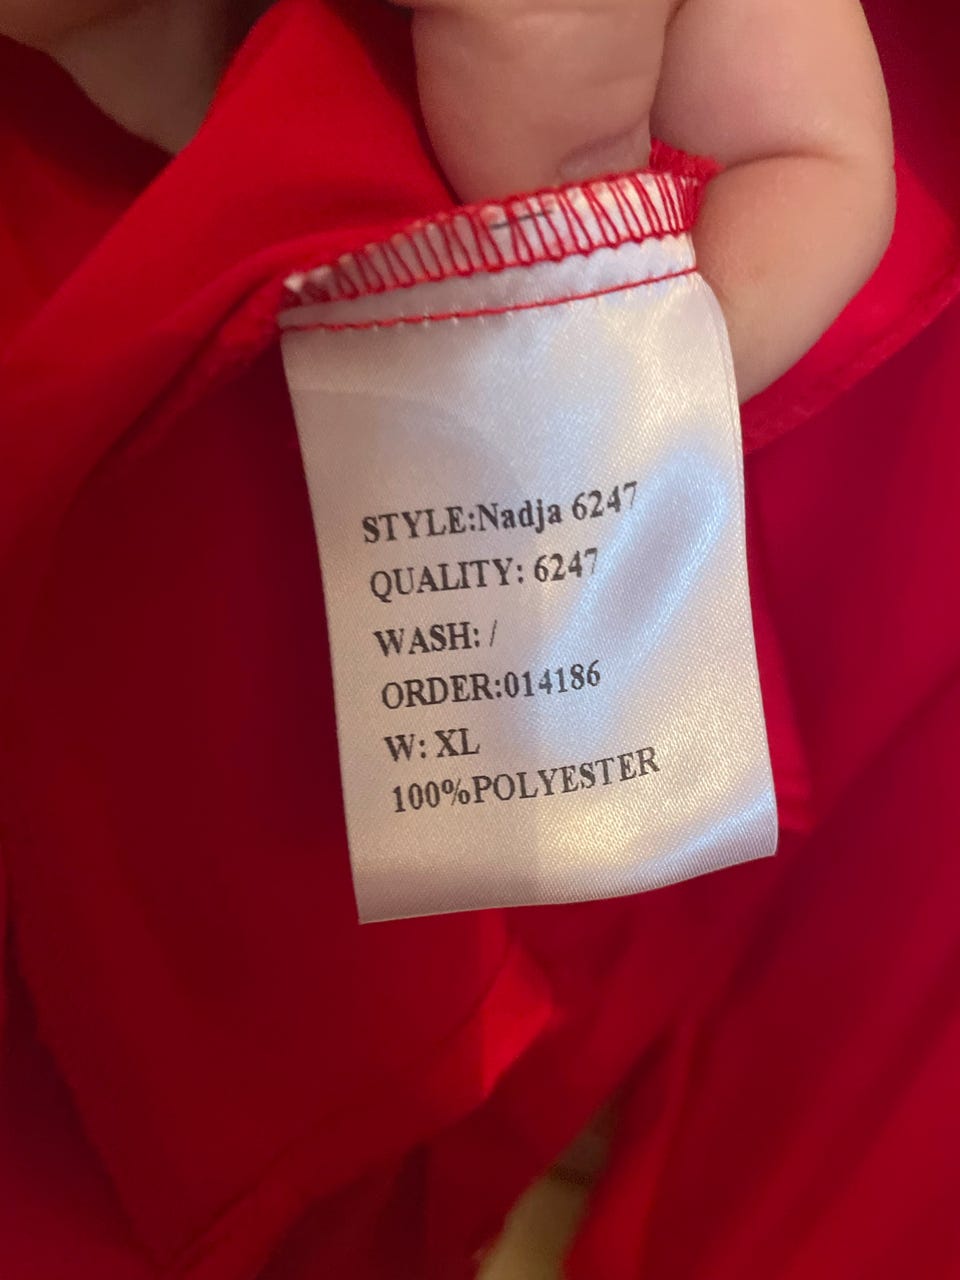 STYLE:Nadja 6247
QUALITY: 6247
WASH: /
ORDER:014186
W: XL
100%POLYESTER